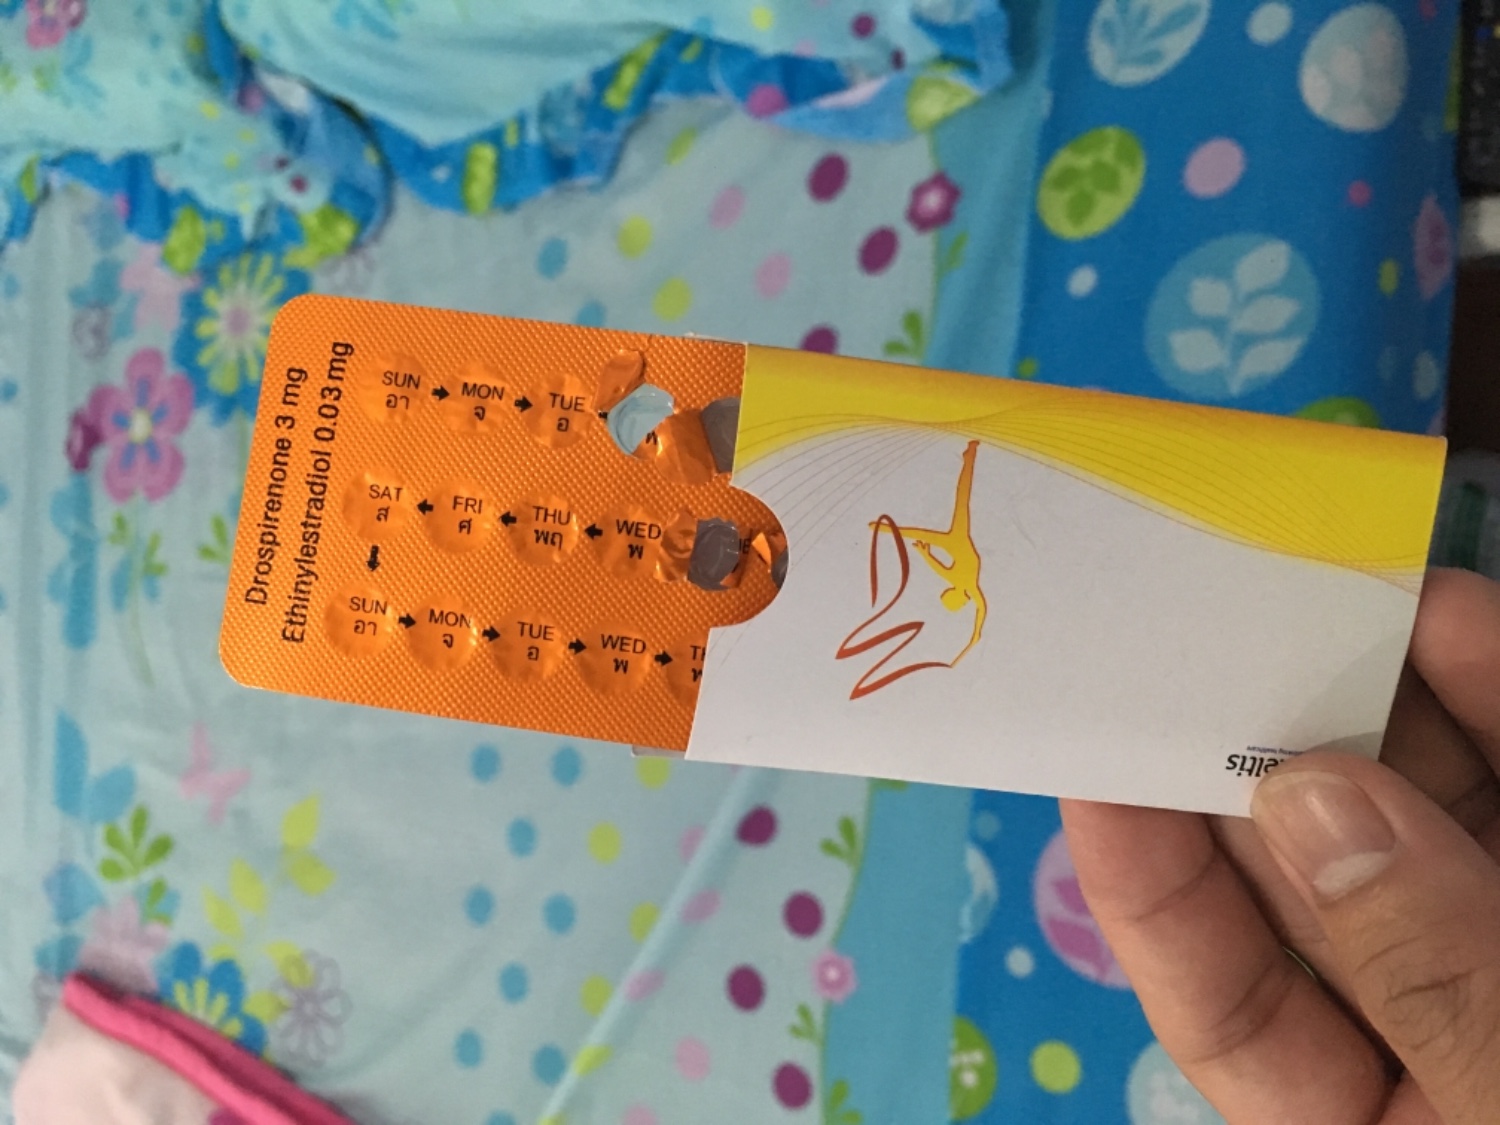 Drospirenone 3 mg
Ethinylestradiol 0.03 mg
SUN MON TUE
อา จ อ พ
SAT FRI THU WED
ส ศ พฤ พ
SUN MON TUE WED
อา จ อ พ